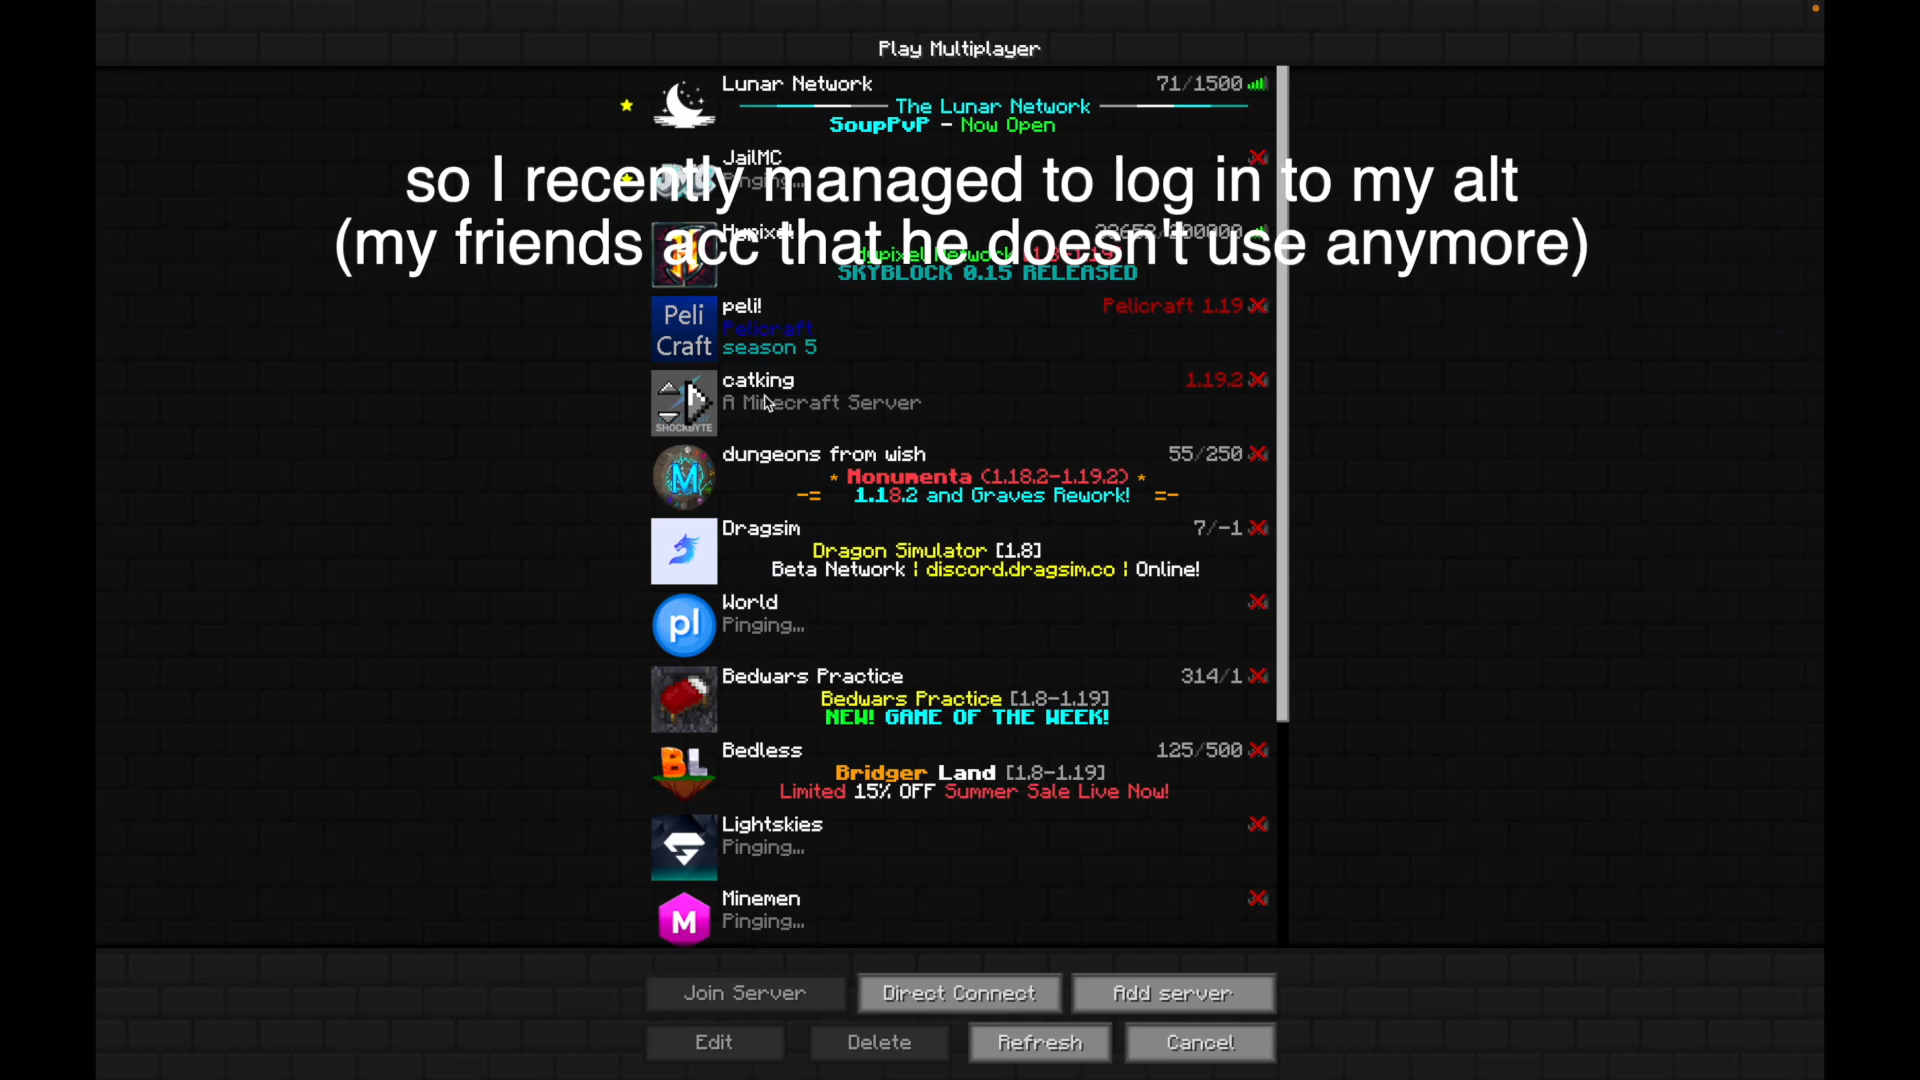 Play Multiplayer
Lunar Network 71/1500
The Lunar Network
SoupPvP - Now Open
JailMC
Pinging...
so I recently managed to log in to my alt
(my friends acc that he doesn't use anymore)
Hypixel
SKYBLOCK 0.15 RELEASED
Peli Craft
peli! Pelicraft 1.19
Pelicraft
season 5
catking 1.19.2
A Minecraft Server
SHOCKBYTE
dungeons from wish 55/250
* Monumenta (1.18.2-1.19.2) *
-= 1.18.2 and Graves Rework! =-
Dragsim 7/-1
Dragon Simulator [1.8]
Beta Network | discord.dragsim.co | Online!
pl
World
Pinging...
Bedwars Practice 314/1
Bedwars Practice [1.8-1.19]
NEW! GAME OF THE WEEK!
BL
Bedless 125/500
Bridger Land [1.8-1.19]
Limited 15% OFF Summer Sale Live Now!
Lightskies
Pinging...
M
Minemen
Pinging...
Join Server Direct Connect Add server
Edit Delete Refresh Cancel